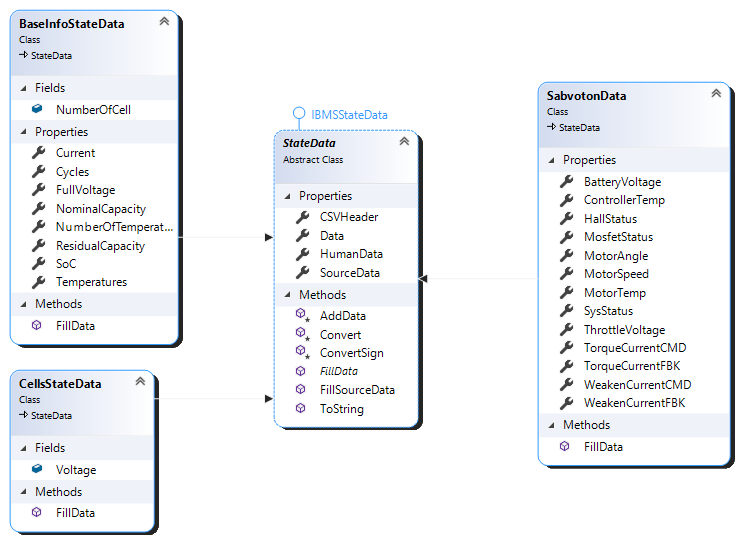 BaseInfoStateData
Class
StateData
Fields
NumberOfCell
Properties
Current
Cycles
FullVoltage
NominalCapacity
NumberOfTemperat...
ResidualCapacity
SoC
Temperatures
Methods
FillData
CellsStateData
Class
StateData
Fields
Voltage
Methods
FillData
IBMSStateData
StateData
Abstract Class
Properties
CSVHeader
Data
HumanData
SourceData
Methods
AddData
Convert
ConvertSign
FillData
FillSourceData
ToString
SabvotonData
Class
StateData
Properties
BatteryVoltage
ControllerTemp
HallStatus
MosfetStatus
MotorAngle
MotorSpeed
MotorTemp
SysStatus
ThrottleVoltage
TorqueCurrentCMD
TorqueCurrentFBK
WeakenCurrentCMD
WeakenCurrentFBK
Methods
FillData